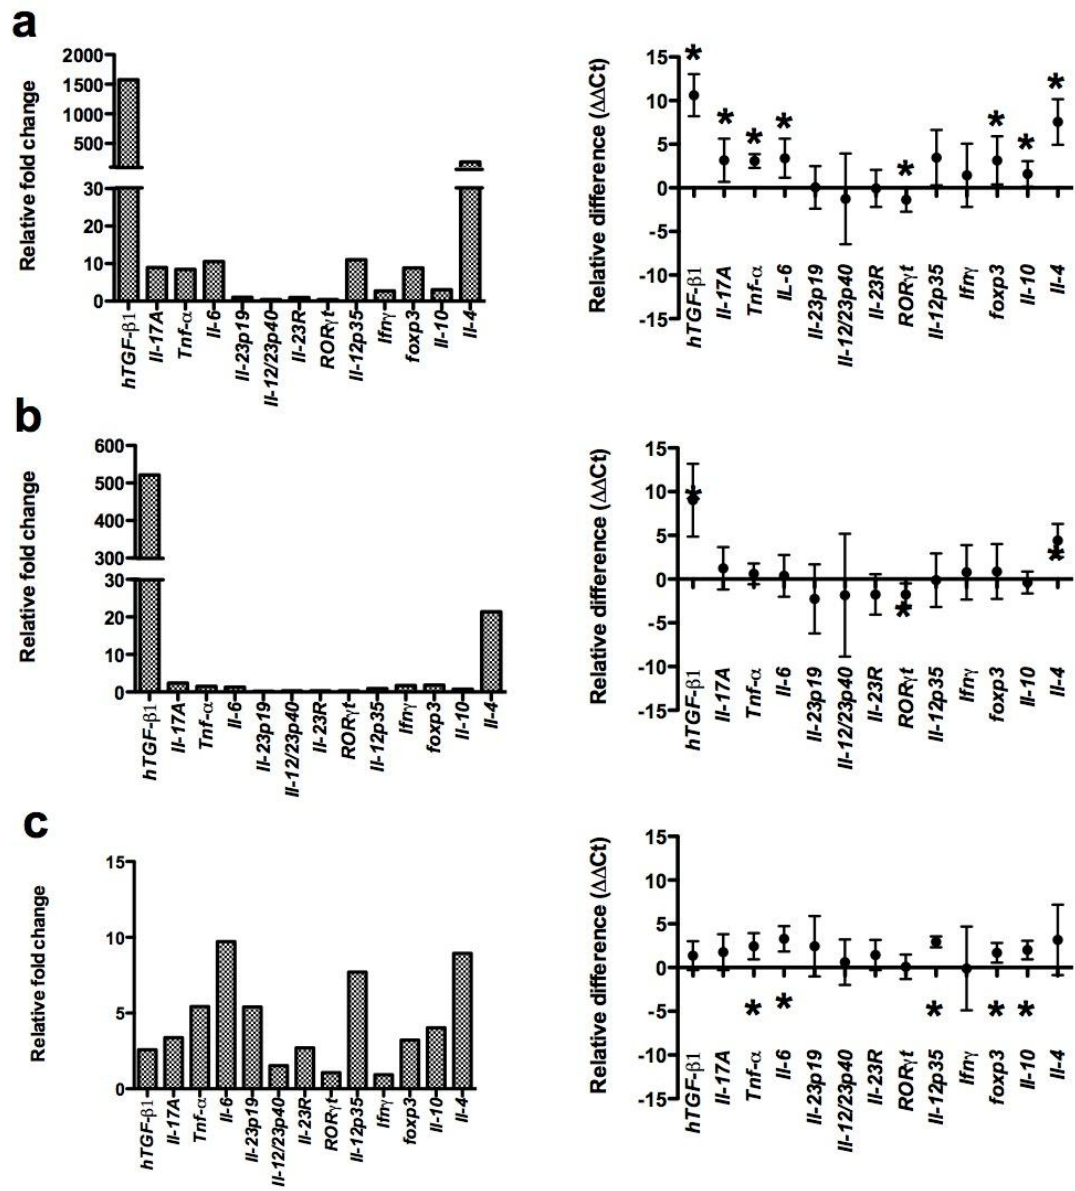 a
Relative fold change
2000
1500
1000
500
30
20
10
0
hTGF-β1
Il-17A
Tnf-α
Il-6
Il-23p19
Il-12/23p40
Il-23R
RORγt
Il-12p35
Ifnγ
foxp3
Il-10
Il-4
Relative difference (ΔΔCt)
15
10
5
0
-5
-10
-15
* * * * * * * *
hTGF-β1
Il-17A
Tnf-α
IL-6
Il-23p19
Il-12/23p40
Il-23R
RORγt
Il-12p35
Ifnγ
foxp3
Il-10
Il-4
b
Relative fold change
600
500
400
300
30
20
10
0
hTGF-β1
Il-17A
Tnf-α
Il-6
Il-23p19
Il-12/23p40
Il-23R
RORγt
Il-12p35
Ifnγ
foxp3
Il-10
Il-4
Relative difference (ΔΔCt)
15
10
5
0
-5
-10
-15
* * *
hTGF-β1
Il-17A
Tnf-α
Il-6
Il-23p19
Il-12/23p40
Il-23R
RORγt
Il-12p35
Ifnγ
foxp3
Il-10
Il-4
c
Relative fold change
15
10
5
0
hTGF-β1
Il-17A
Tnf-α
Il-6
Il-23p19
Il-12/23p40
Il-23R
RORγt
Il-12p35
Ifnγ
foxp3
Il-10
Il-4
Relative difference (ΔΔCt)
15
10
5
0
-5
-10
-15
* * * * *
hTGF-β1
Il-17A
Tnf-α
Il-6
Il-23p19
Il-12/23p40
Il-23R
RORγt
Il-12p35
Ifnγ
foxp3
Il-10
Il-4